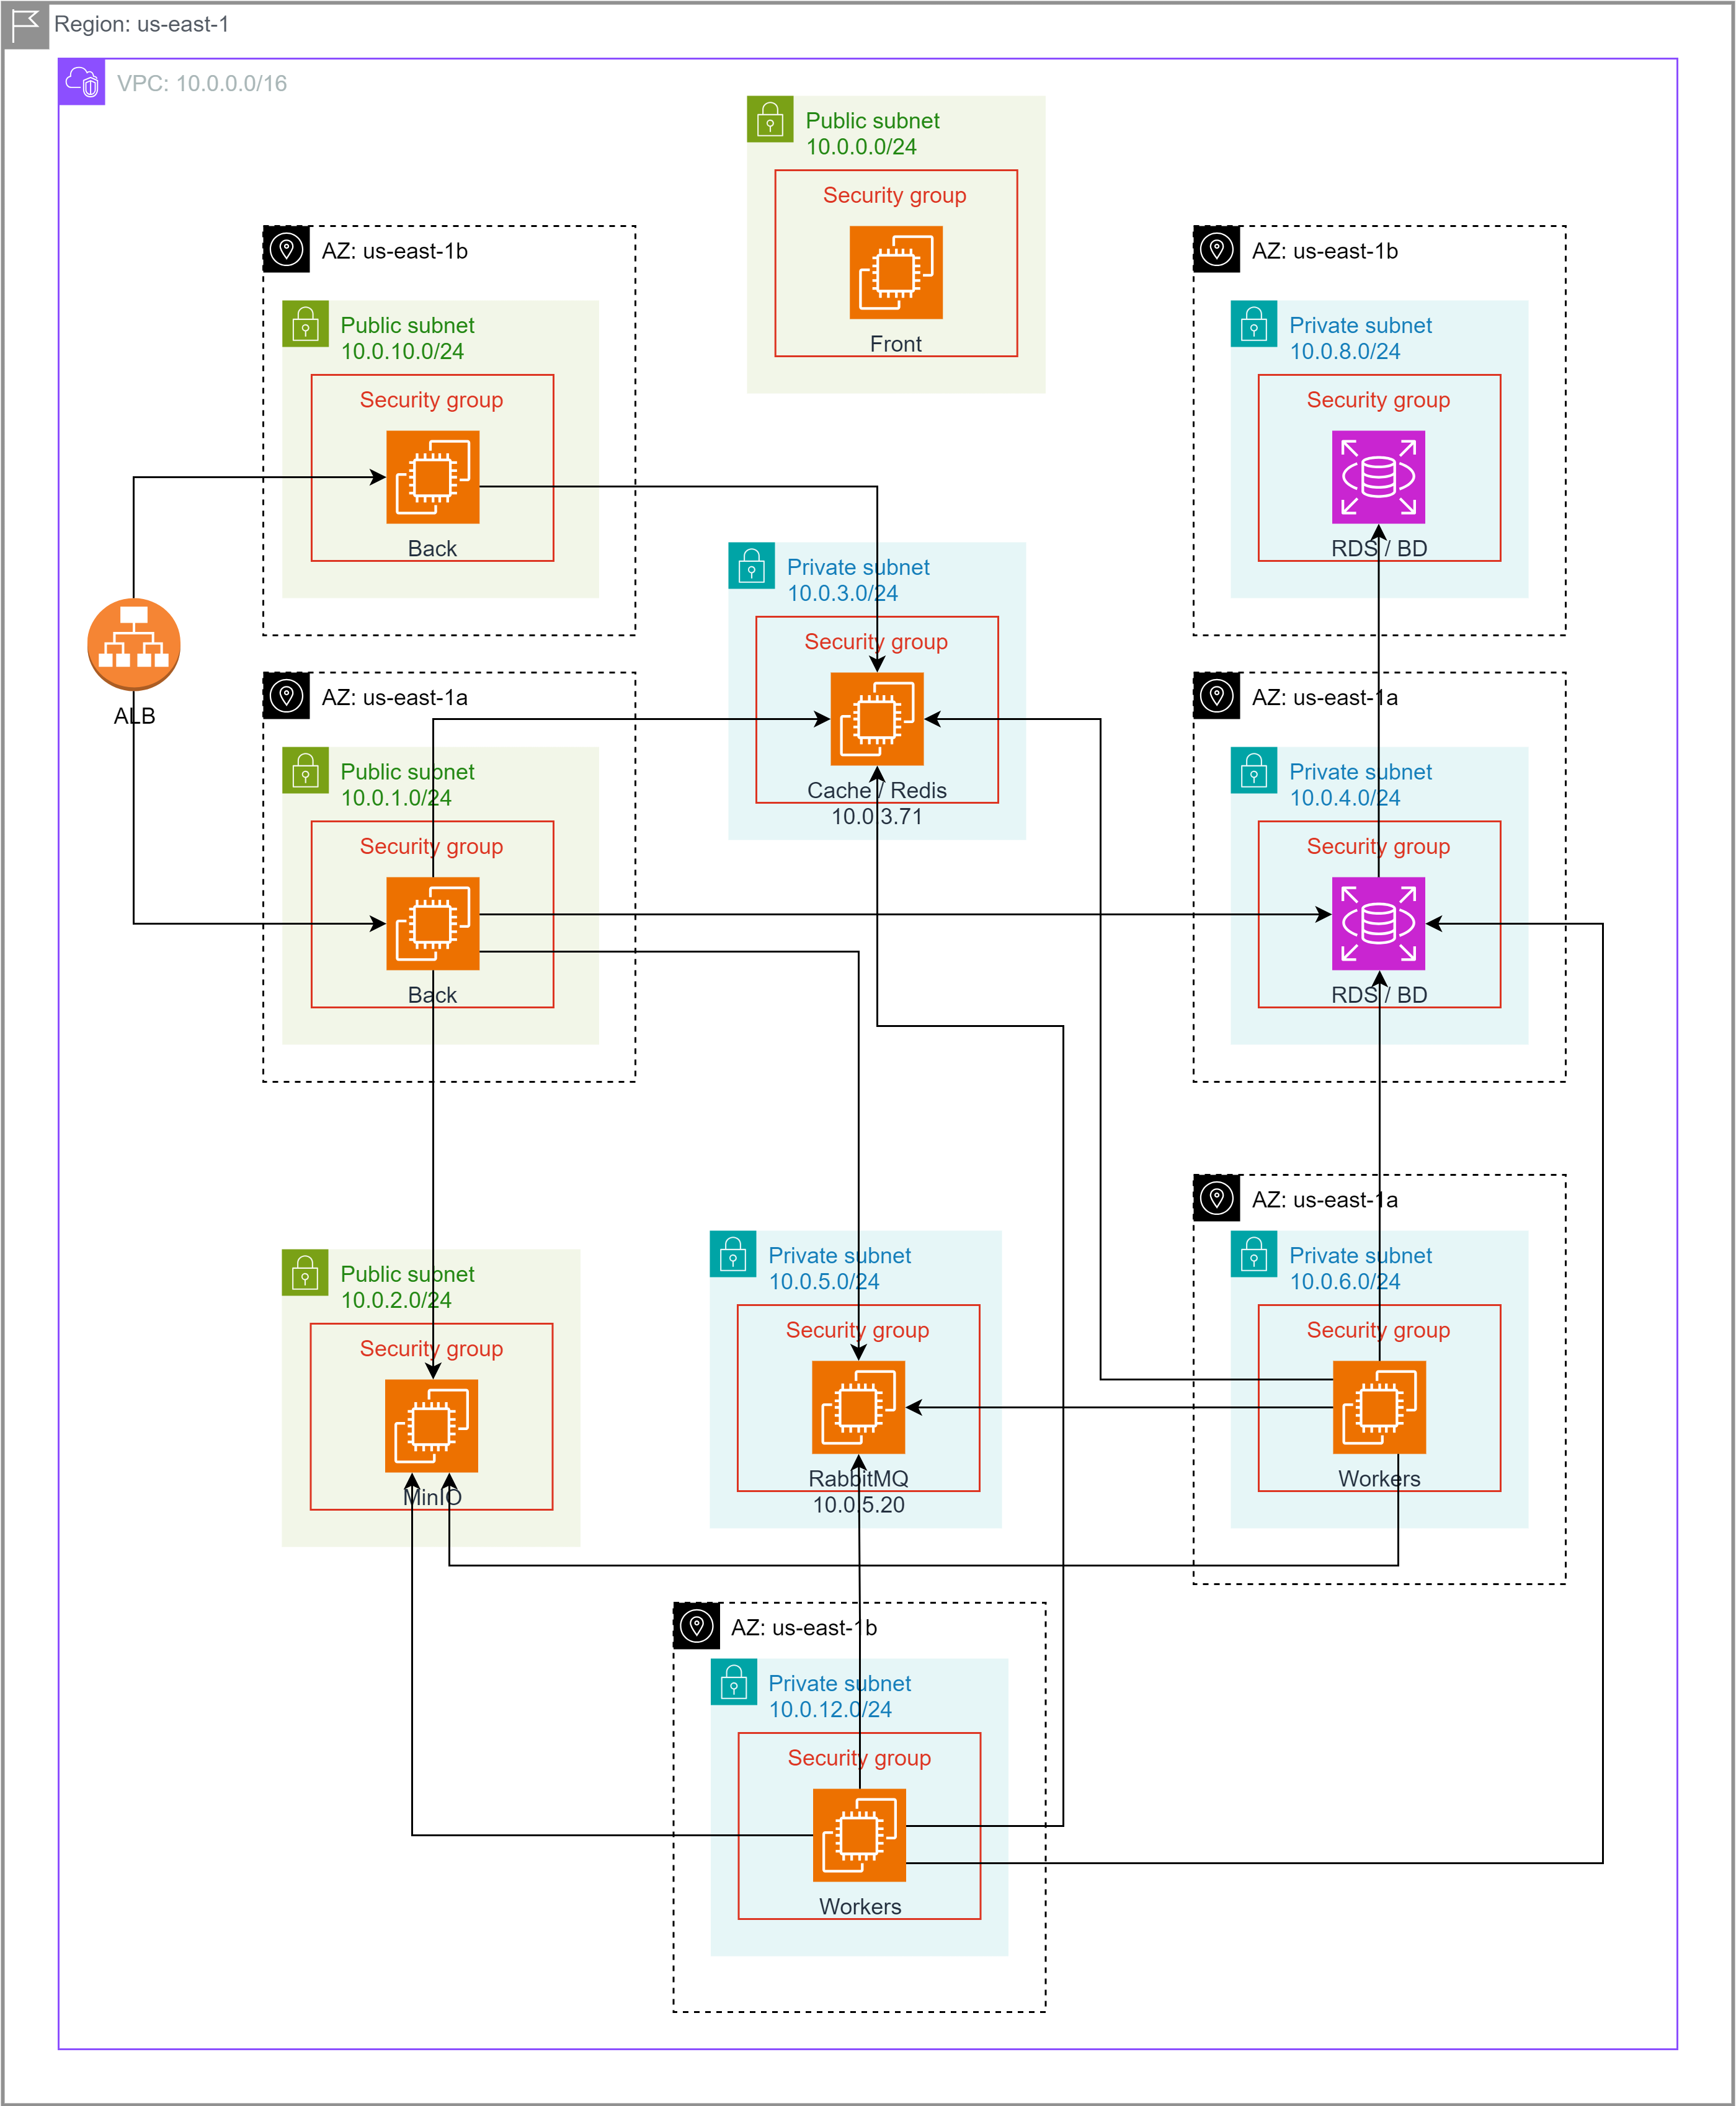 Region: us-east-1
VPC: 10.0.0.0/16
Public subnet
10.0.0.0/24
Security group
Front
AZ: us-east-1b
Public subnet
10.0.10.0/24
Security group
Back
AZ: us-east-1b
Private subnet
10.0.8.0/24
Security group
RDS / BD
Private subnet
10.0.3.0/24
Security group
Cache / Redis
10.0.3.71
ALB
AZ: us-east-1a
Public subnet
10.0.1.0/24
Security group
Back
AZ: us-east-1a
Private subnet
10.0.4.0/24
Security group
RDS / BD
Public subnet
10.0.2.0/24
Security group
MinIO
Private subnet
10.0.5.0/24
Security group
RabbitMQ
10.0.5.20
AZ: us-east-1a
Private subnet
10.0.6.0/24
Security group
Workers
AZ: us-east-1b
Private subnet
10.0.12.0/24
Security group
Workers